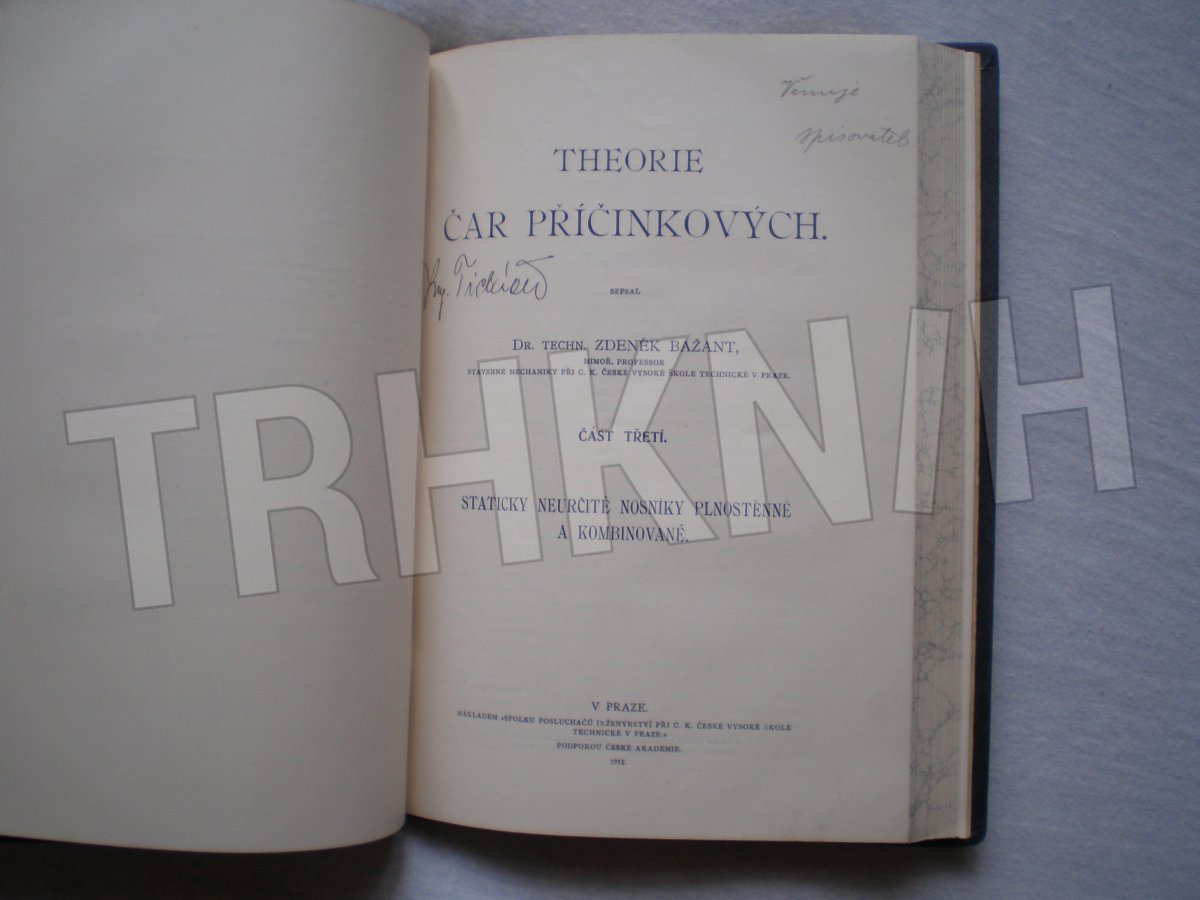 Věnuje
spisovatel
THEORIE
ČAR PŘÍČINKOVÝCH.
Ing.
SEPSAL
DR. TECHN. ZDENĚK BAŽANT,
MIMOŘ. PROFESSOR
STAVEBNÉ MECHANIKY PŘI C. K. ČESKÉ VYSOKÉ ŠKOLE TECHNICKÉ V PRAZE.
ČÁST TŘETÍ.
STATICKY NEURČITÉ NOSNÍKY PLNOSTĚNNÉ
A KOMBINOVANÉ.
V PRAZE.
NÁKLADEM »SPOLKU POSLUCHAČŮ INŽENÝRSTVÍ PŘI C. K. ČESKÉ VYSOKÉ ŠKOLE
TECHNICKÉ V PRAZE.«
PODPOROU ČESKÉ AKADEMIE.
1912.
TRHKNIH